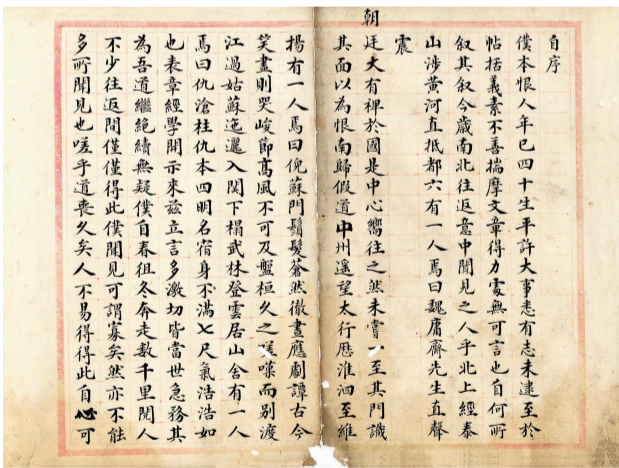 自序
僕本恨人年已四十生平許大事悉有志未逮至於
帖括義素不善揣摩文章得力處無可言也自何所
叙其叙今歲南北往返意中聞見之人乎北上經泰
山涉黃河直抵都六有一人焉曰魏庸齋先生直聲
震
朝廷大有裨於國是中心嚮往之然未嘗一至其門識
其面以為恨南歸假道中州遙望太行歷淮泗至維
揚有一人焉曰倪蘇門鬚髮蒼然徹晝應劇譚古今
笑盡則哭峻節高風不可及盤桓久之嗟嘆而別渡
江過姑蘇迤邐入閩下榻武林登雲居山舍有一人
焉曰仇滄柱仇本四明名宿身不滿七尺氣浩浩如
也表章經學開示來兹立言多激切皆當世急務其
為吾道繼絶續無疑僕自春徂冬奔走數千里閱人
不少往返間僅僅得此僕聞見可謂寡矣然亦不能
多所聞見也嗟乎道喪久矣人不易得得此自心可